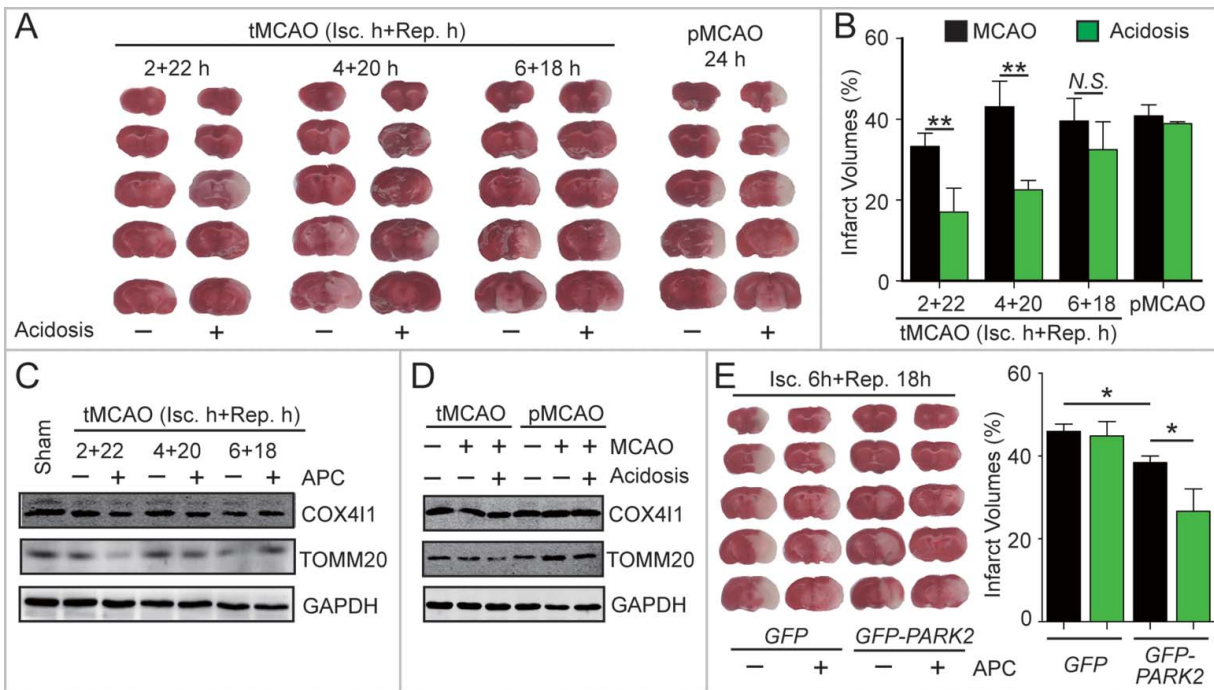 A
tMCAO (Isc. h+Rep. h)
2+22 h 4+20 h 6+18 h
pMCAO
24 h
Acidosis − + − + − + − +
B
MCAO Acidosis
Infarct Volumes (%)
60
40
20
0
** ** N.S.
2+22 4+20 6+18 pMCAO
tMCAO (Isc. h+Rep. h)
C
tMCAO (Isc. h+Rep. h)
Sham 2+22 4+20 6+18
− + − + − + APC
COX4I1
TOMM20
GAPDH
D
tMCAO pMCAO
− + + − + + MCAO
− − + − − + Acidosis
COX4I1
TOMM20
GAPDH
E
Isc. 6h+Rep. 18h
GFP GFP-PARK2
− + − + APC
Infarct Volumes (%)
60
40
20
0
* *
GFP GFP-
PARK2